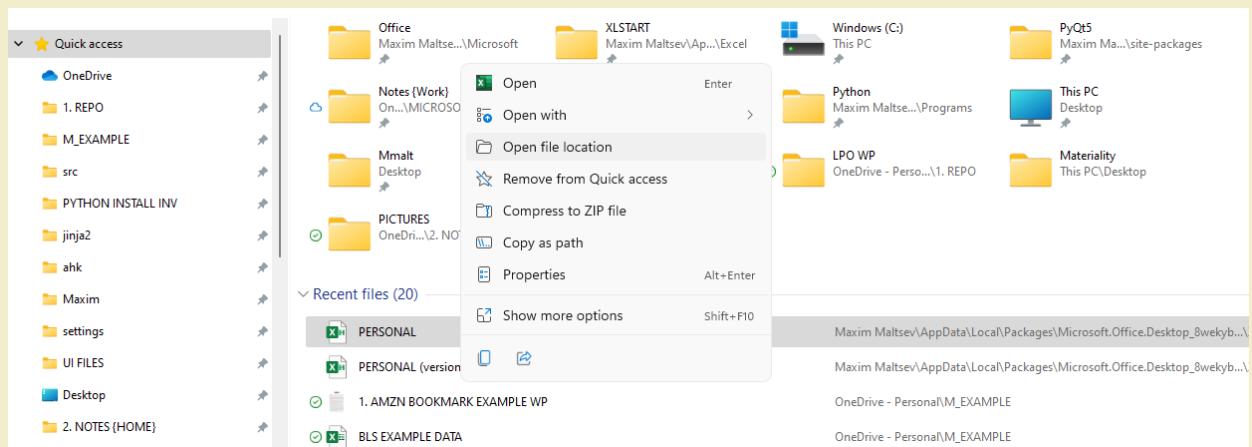 Quick access
OneDrive
1. REPO
M_EXAMPLE
src
PYTHON INSTALL INV
jinja2
ahk
Maxim
settings
UI FILES
Desktop
2. NOTES {HOME}
Office
Maxim Maltse...\Microsoft
XLSTART
Maxim Maltsev\Ap...\Excel
Windows (C:)
This PC
PyQt5
Maxim Ma...\site-packages
Notes {Work}
On...\MICROSO
Python
Maxim Maltse...\Programs
This PC
Desktop
Mmalt
Desktop
LPO WP
OneDrive - Perso...\1. REPO
Materiality
This PC\Desktop
PICTURES
OneDri...\2. NO
Open Enter
Open with
Open file location
Remove from Quick access
Compress to ZIP file
Copy as path
Properties Alt+Enter
Show more options Shift+F10
Recent files (20)
PERSONAL Maxim Maltsev\AppData\Local\Packages\Microsoft.Office.Desktop_8wekyb...\
PERSONAL (version Maxim Maltsev\AppData\Local\Packages\Microsoft.Office.Desktop_8wekyb...\
1. AMZN BOOKMARK EXAMPLE WP OneDrive - Personal\M_EXAMPLE
BLS EXAMPLE DATA OneDrive - Personal\M_EXAMPLE